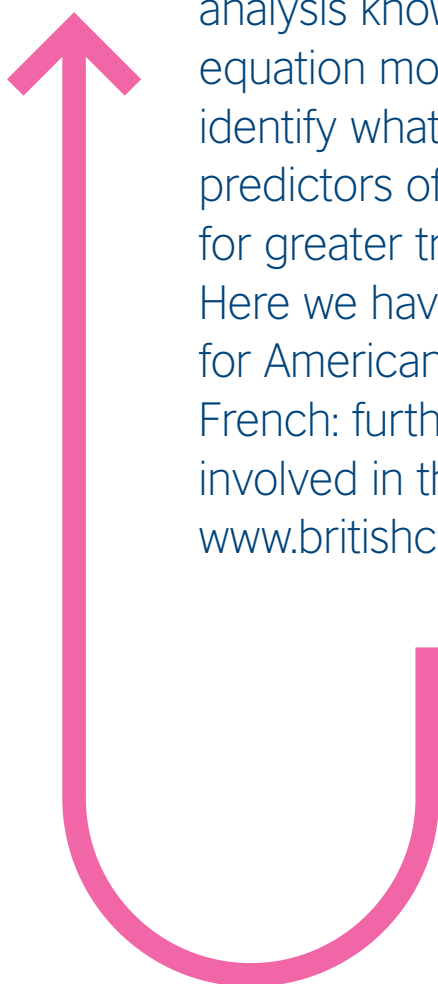 analysis know
equation mo
identify what
predictors of
for greater tr
Here we hav
for American
French: furth
involved in th
www.britishc